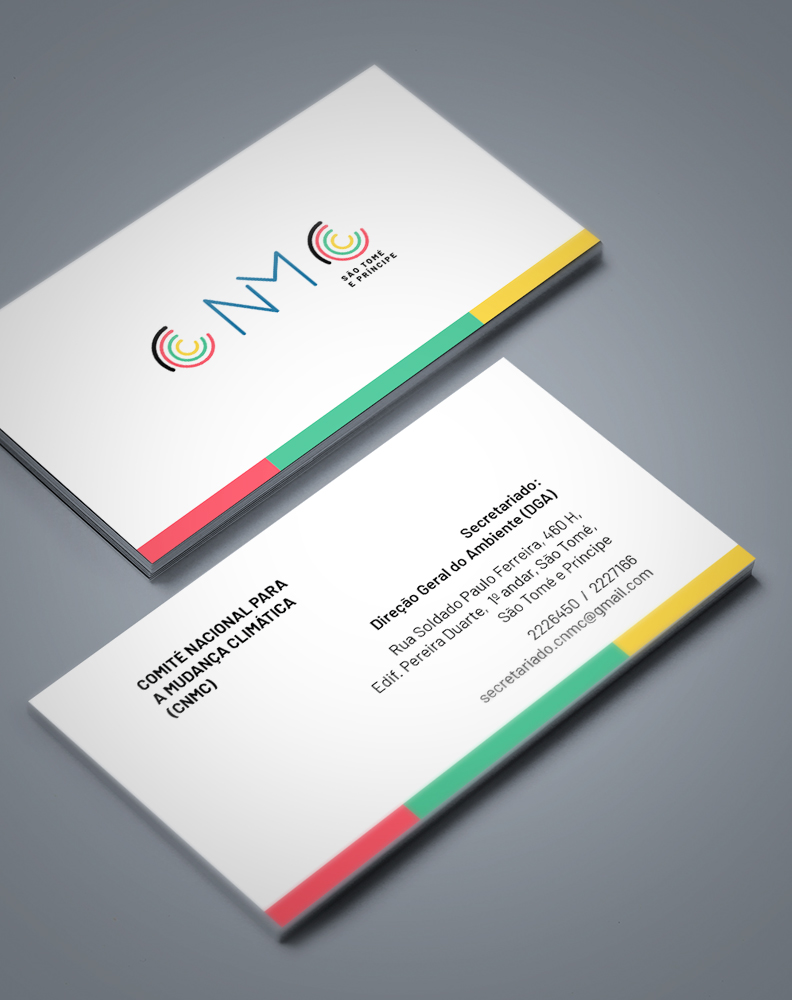 CNMC
SÃO TOMÉ
E PRÍNCIPE
COMITÉ NACIONAL PARA
A MUDANÇA CLIMÁTICA
(CNMC)
Secretariado:
Direção Geral do Ambiente (DGA)
Rua Soldado Paulo Ferreira, 460 H,
Edif. Pereira Duarte, 1º andar, São Tomé,
São Tomé e Príncipe
2226450 / 2227166
secretariado.cnmc@gmail.com